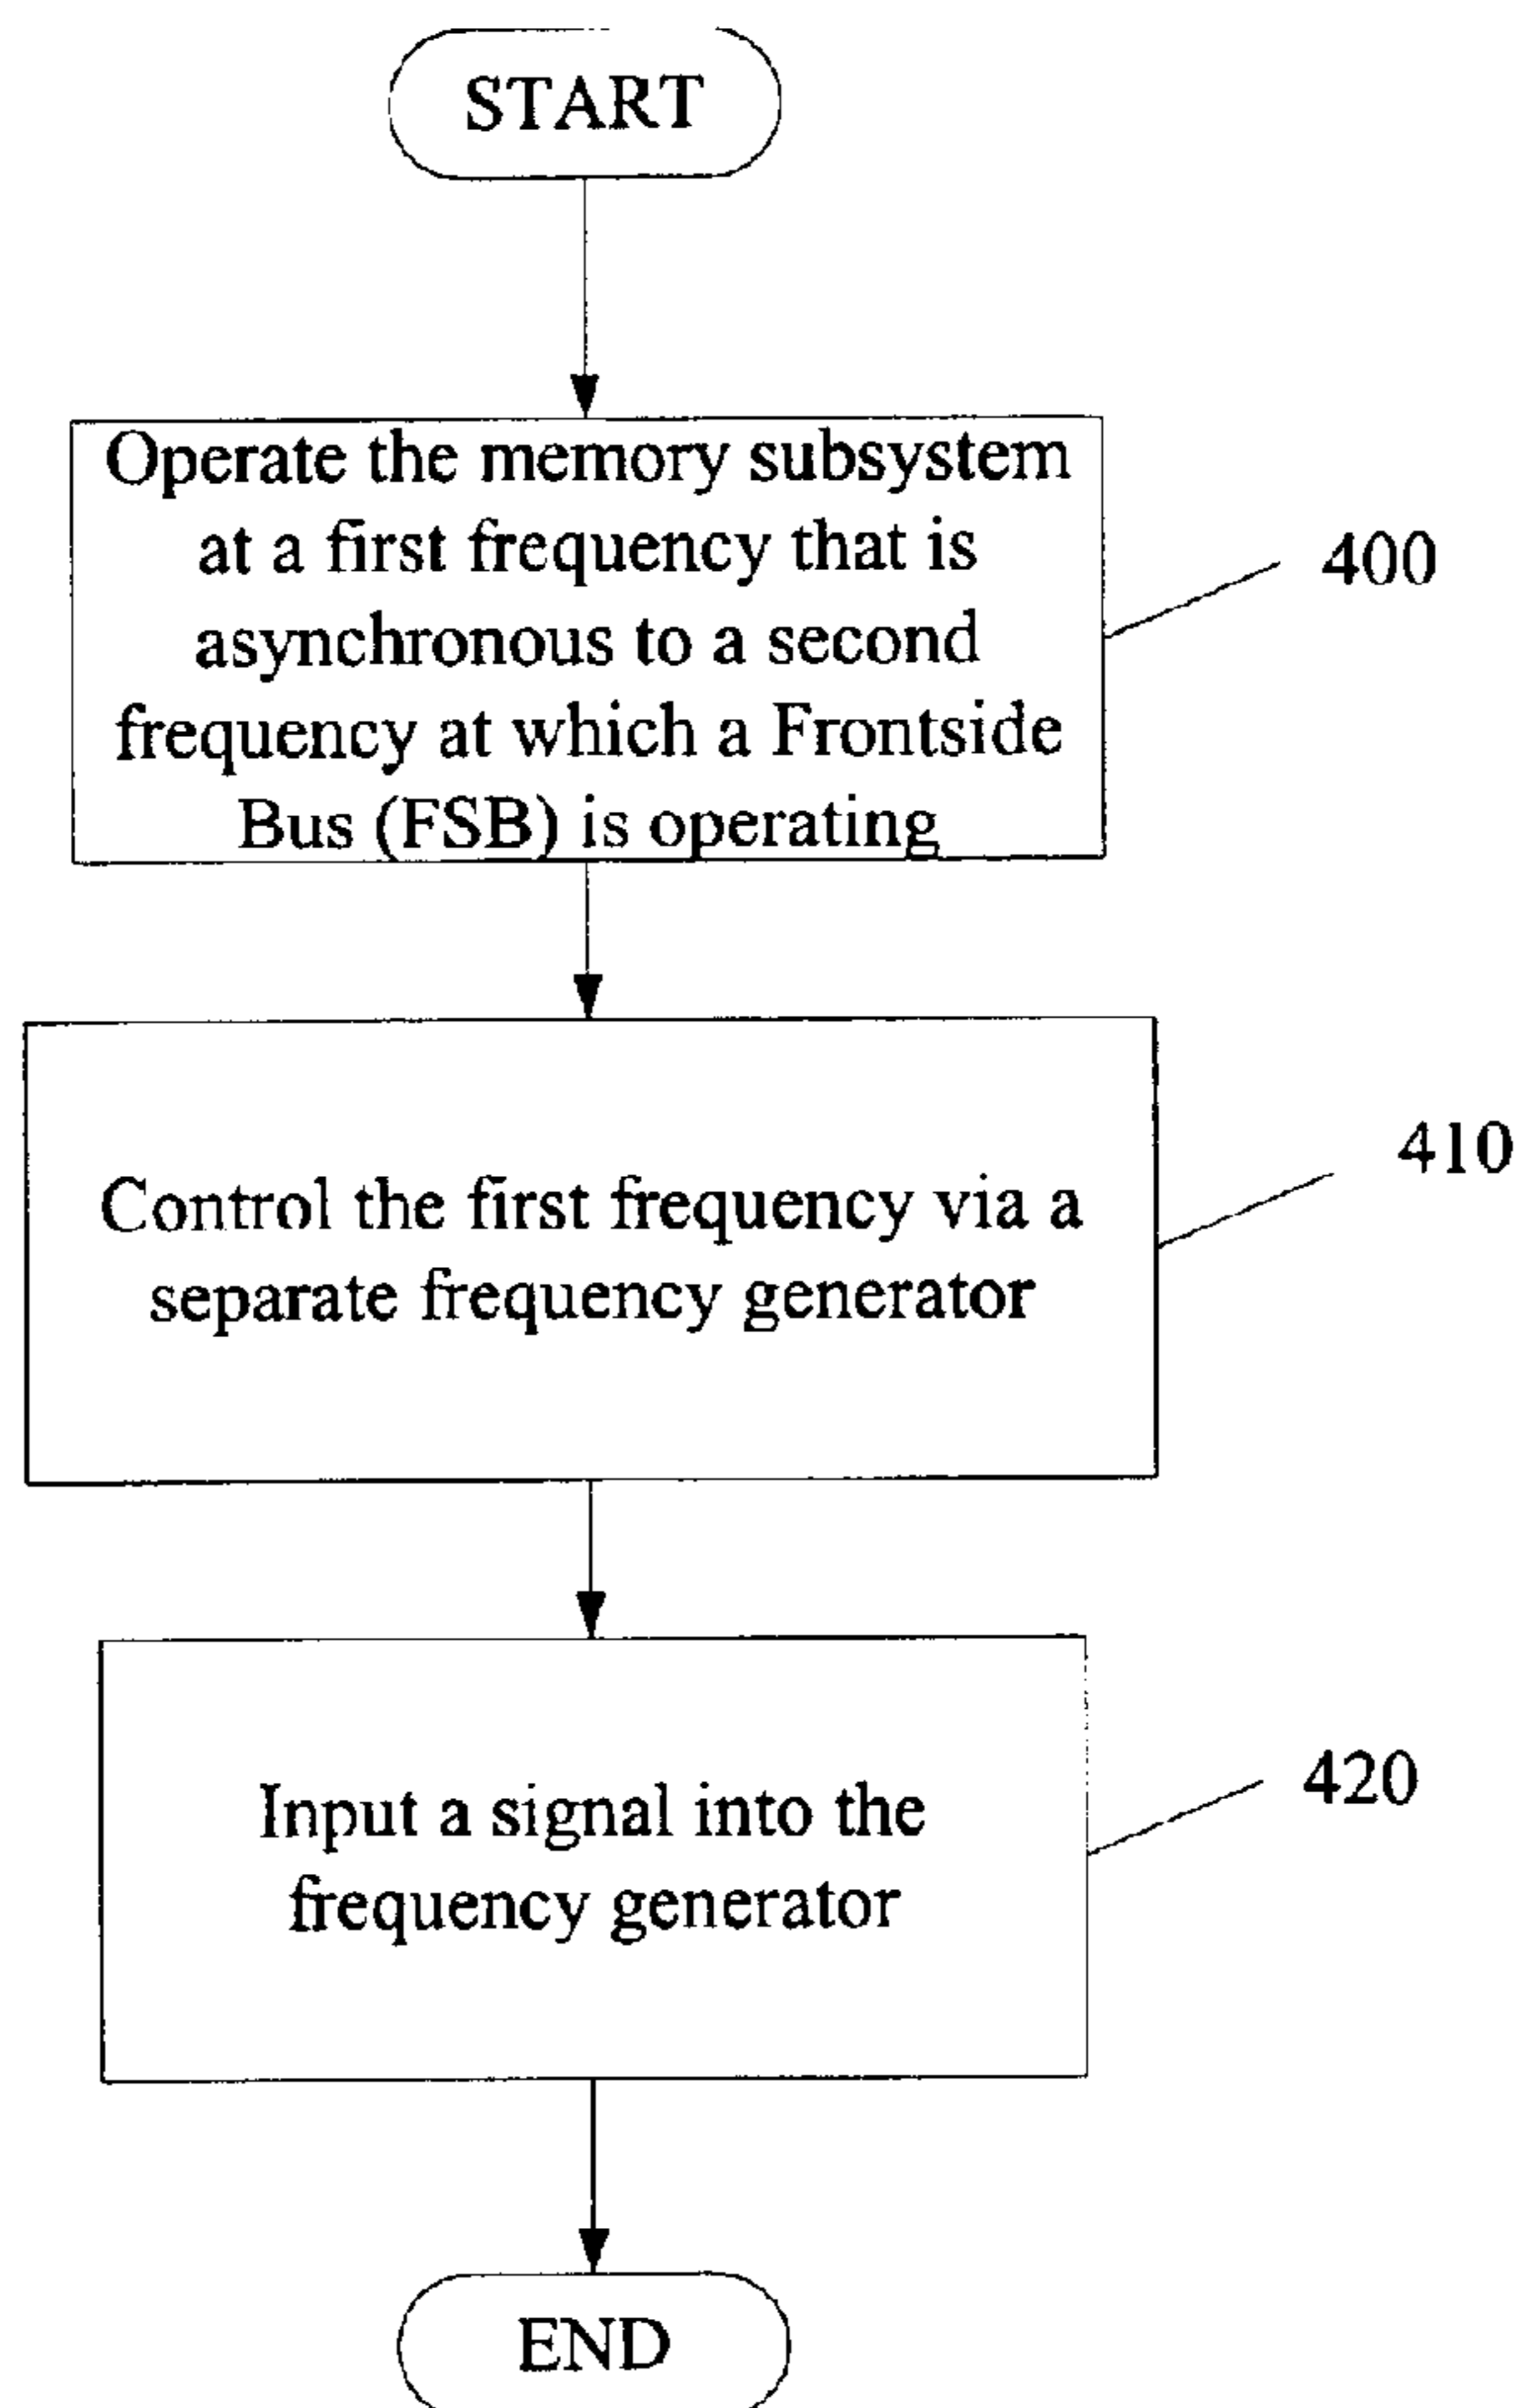 START
Operate the memory subsystem
at a first frequency that is
asynchronous to a second
frequency at which a Frontside
Bus (FSB) is operating
400
Control the first frequency via a
separate frequency generator
410
Input a signal into the
frequency generator
420
END